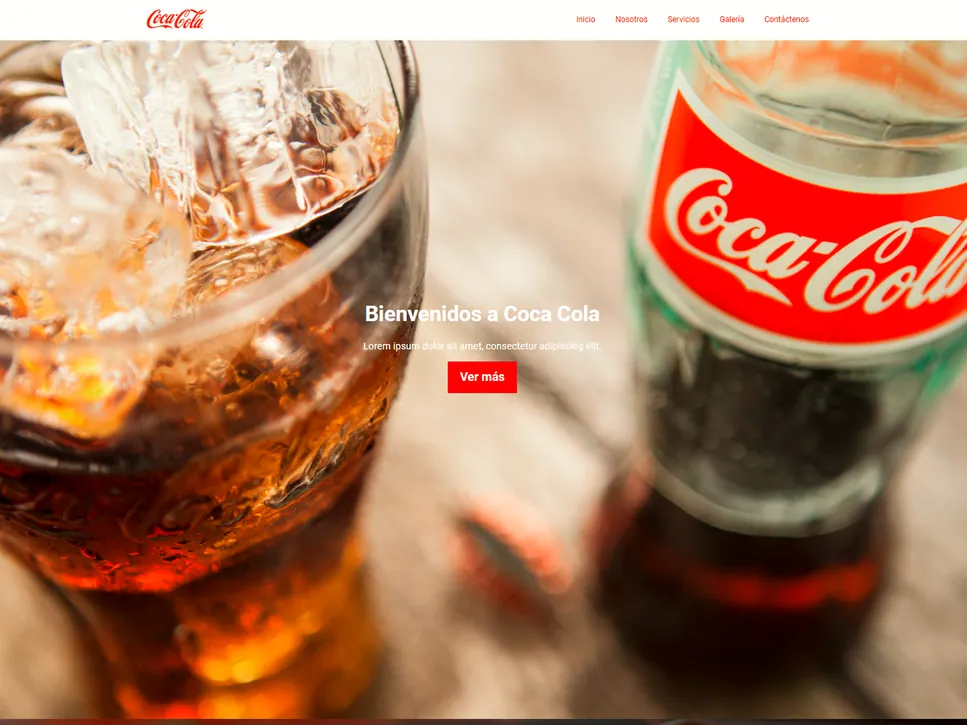 Coca-Cola
Inicio Nosotros Servicios Galería Contáctenos
Coca-Cola
Bienvenidos a Coca Cola
Lorem ipsum dolor sit amet, consectetur adipiscing elit.
Ver más